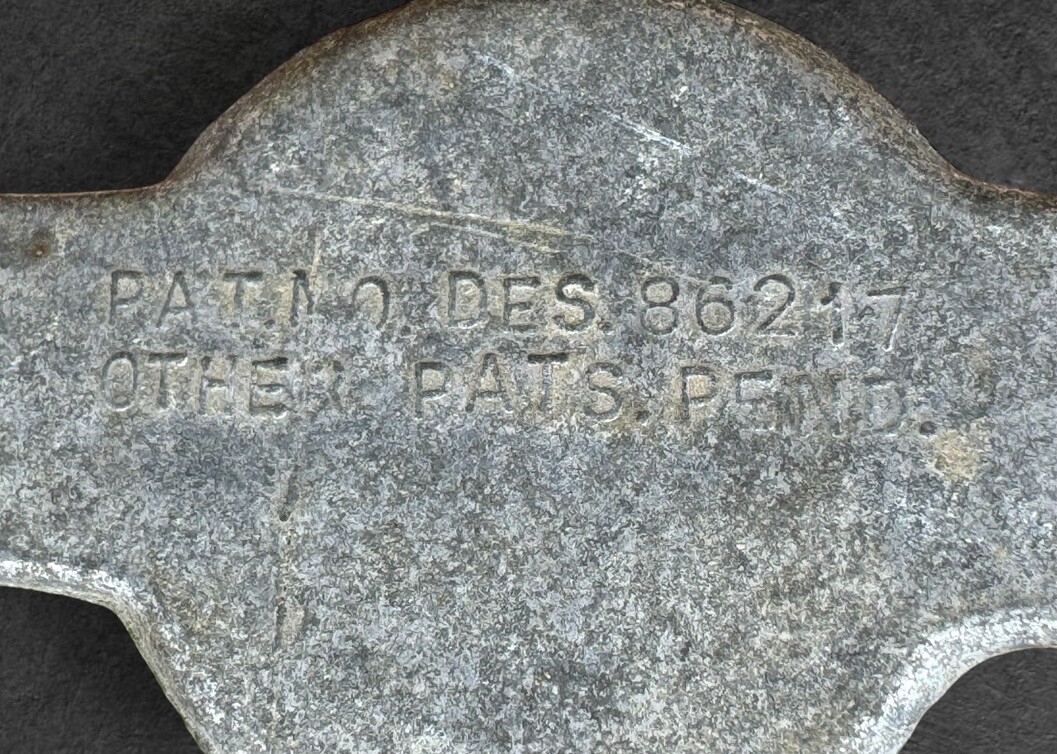 PAT.NO. DES. 86217
OTHER PATS. PEND.